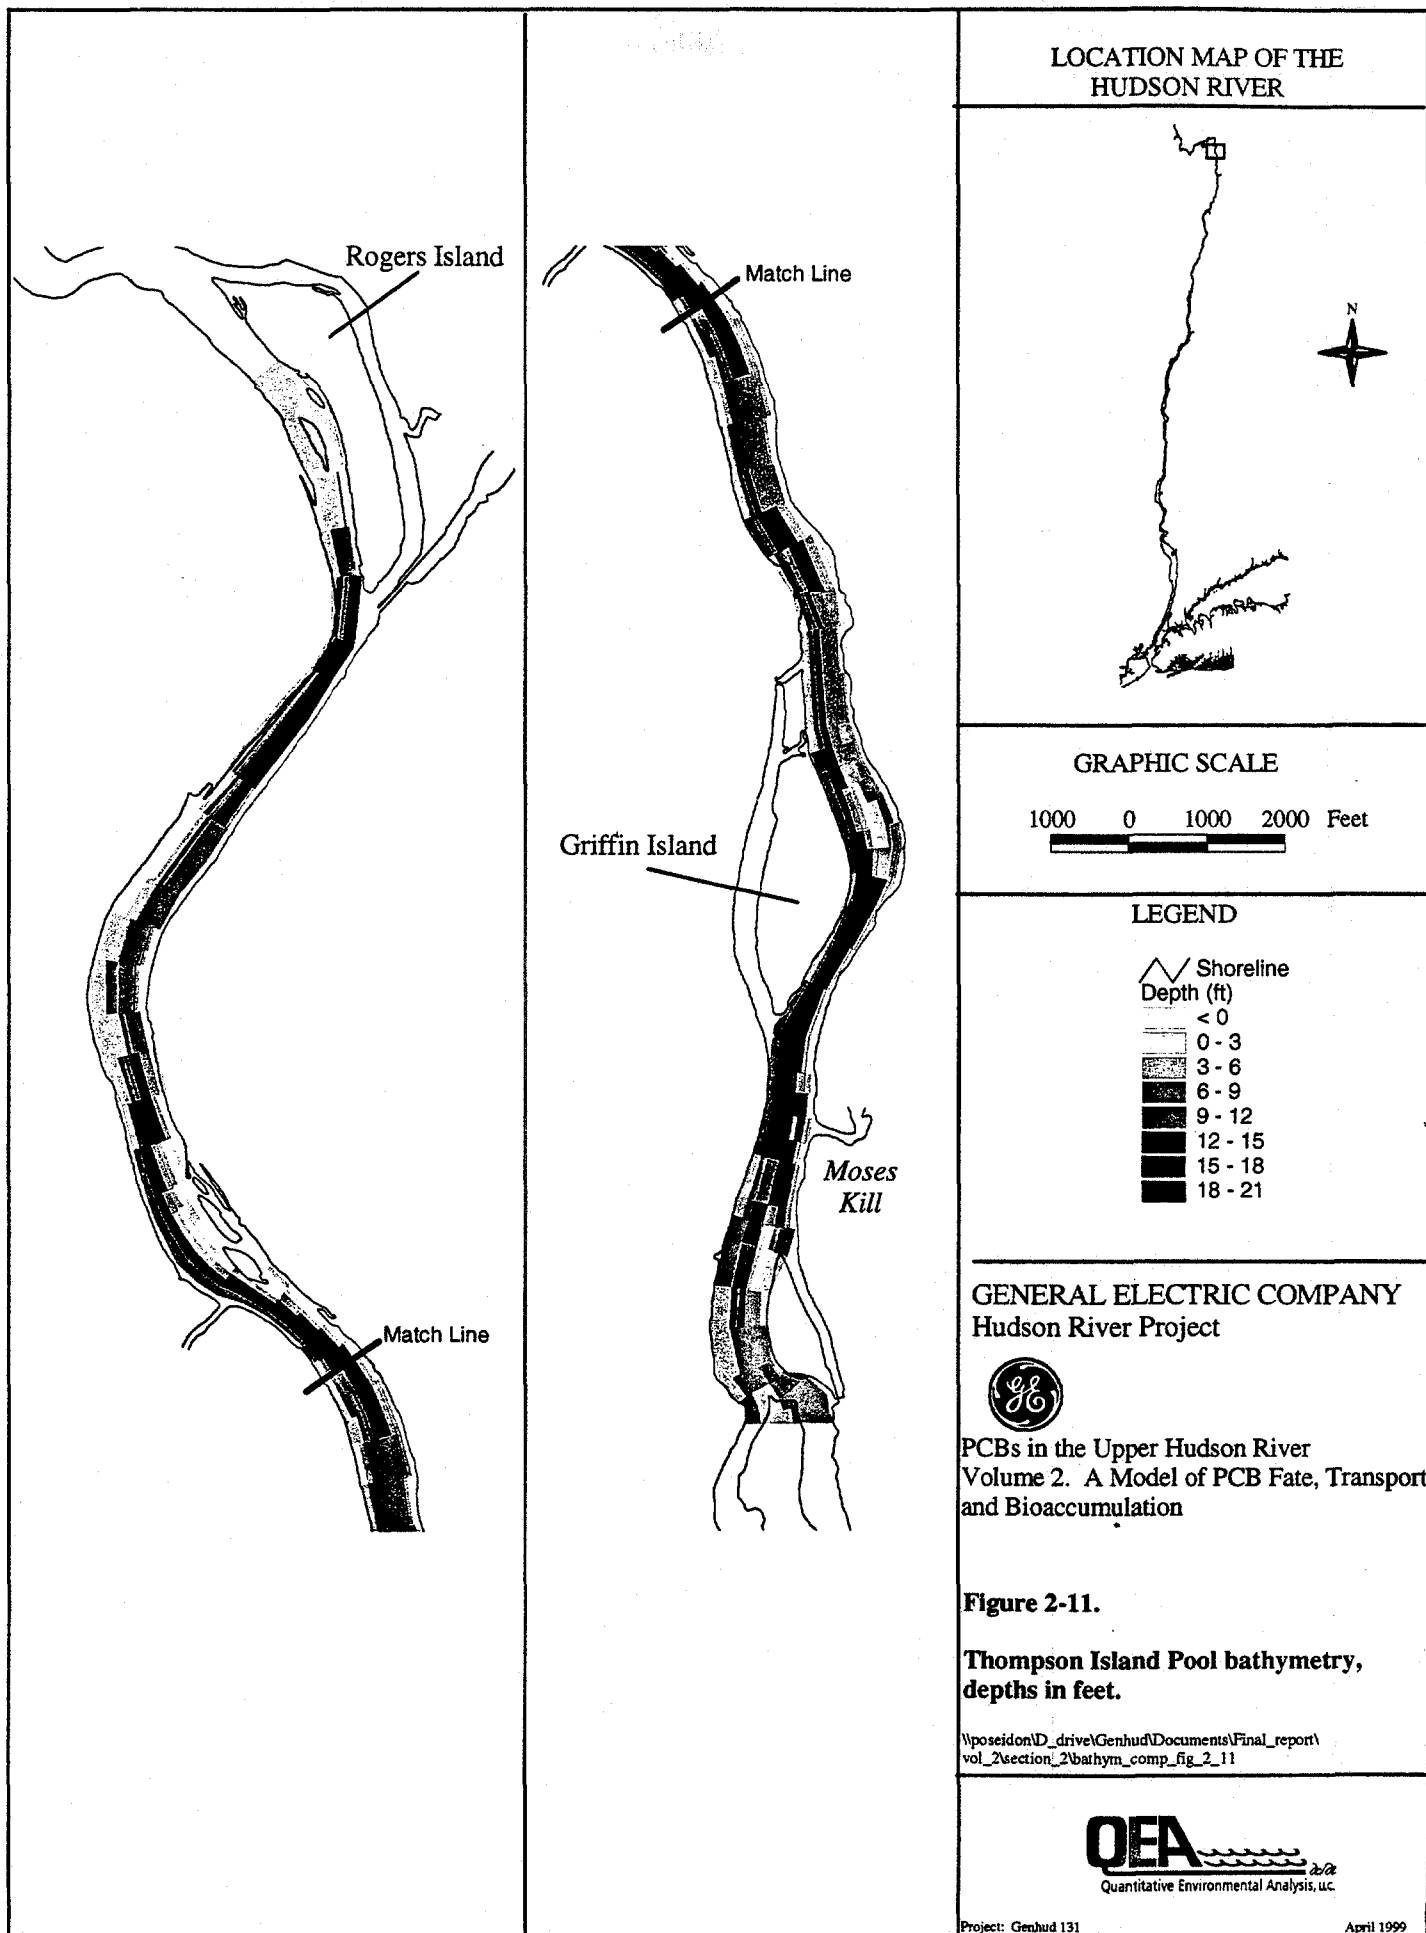 Rogers Island
Match Line
Match Line
Griffin Island
Moses
Kill
LOCATION MAP OF THE
HUDSON RIVER
N
GRAPHIC SCALE
1000 0 1000 2000 Feet
LEGEND
Shoreline
Depth (ft)
< 0
0 - 3
3 - 6
6 - 9
9 - 12
12 - 15
15 - 18
18 - 21
GENERAL ELECTRIC COMPANY
Hudson River Project
GE
PCBs in the Upper Hudson River
Volume 2. A Model of PCB Fate, Transport
and Bioaccumulation
Figure 2-11.
Thompson Island Pool bathymetry,
depths in feet.
\\poseidon\D_drive\Genhud\Documents\Final_report\
vol_2\section_2\bathym_comp_fig_2_11
QEA
Quantitative Environmental Analysis, LLC
Project: Genhud 131 April 1999